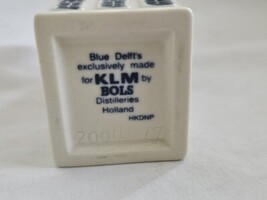 Blue Delft's
exclusively made
for KLM by
BOLS
Distilleries
Holland
HKDNP